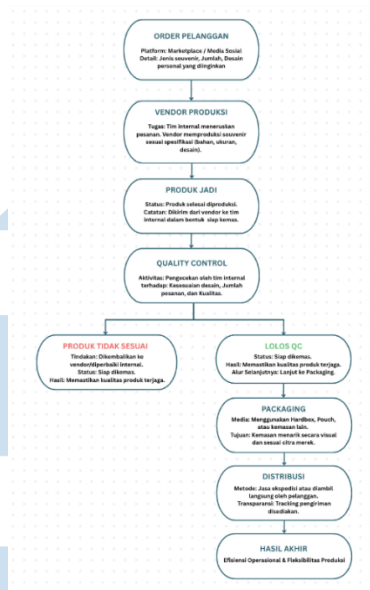 ORDER PELANGGAN
Platform: Marketplace / Media Sosial
Detail: Jenis souvenir, Jumlah, Desain
personal yang diinginkan
VENDOR PRODUKSI
Tugas: Tim internal meneruskan
pesanan. Vendor memproduksi souvenir
sesuai spesifikasi (bahan, ukuran,
desain).
PRODUK JADI
Status: Produk selesai diproduksi.
Catatan: Dikirim dari vendor ke tim
internal dalam bentuk siap kemas.
QUALITY CONTROL
Aktivitas: Pengecekan oleh tim internal
terhadap: Kesesuaian desain, Jumlah
pesanan, dan Kualitas.
PRODUK TIDAK SESUAI
Tindakan: Dikembalikan ke
vendor/diperbaiki internal.
Status: Siap dikemas.
Hasil: Memastikan kualitas produk terjaga.
LOLOS QC
Status: Siap dikemas.
Hasil: Memastikan kualitas produk terjaga.
Alur Selanjutnya: Lanjut ke Packaging.
PACKAGING
Media: Menggunakan Hardbox, Pouch,
atau kemasan lain.
Tujuan: Kemasan menarik secara visual
dan sesuai citra merek.
DISTRIBUSI
Metode: Jasa ekspedisi atau diambil
langsung oleh pelanggan.
Transparansi: Tracking pengiriman
disediakan.
HASIL AKHIR
Efisiensi Operasional & Fleksibilitas Produksi